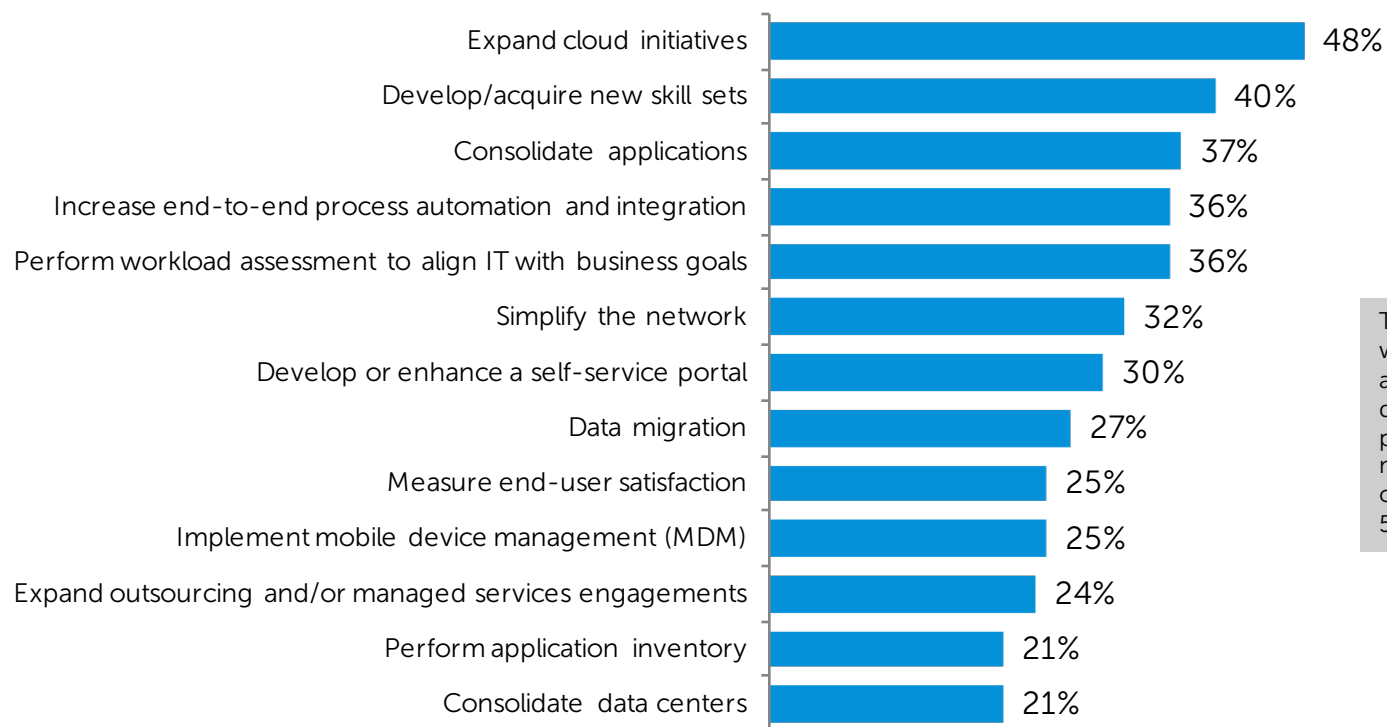 Expand cloud initiatives 48%
Develop/acquire new skill sets 40%
Consolidate applications 37%
Increase end-to-end process automation and integration 36%
Perform workload assessment to align IT with business goals 36%
Simplify the network 32%
Develop or enhance a self-service portal 30%
Data migration 27%
Measure end-user satisfaction 25%
Implement mobile device management (MDM) 25%
Expand outsourcing and/or managed services engagements 24%
Perform application inventory 21%
Consolidate data centers 21%